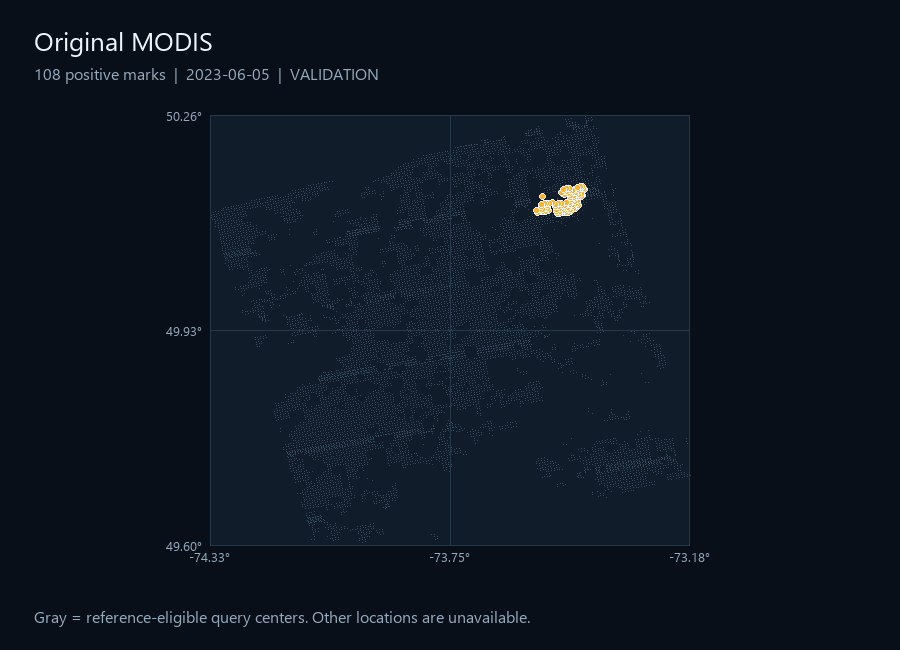 Original MODIS
108 positive marks | 2023-06-05 | VALIDATION
50.26°
49.93°
49.60°
-74.33°
-73.75°
-73.18°
Gray = reference-eligible query centers. Other locations are unavailable.